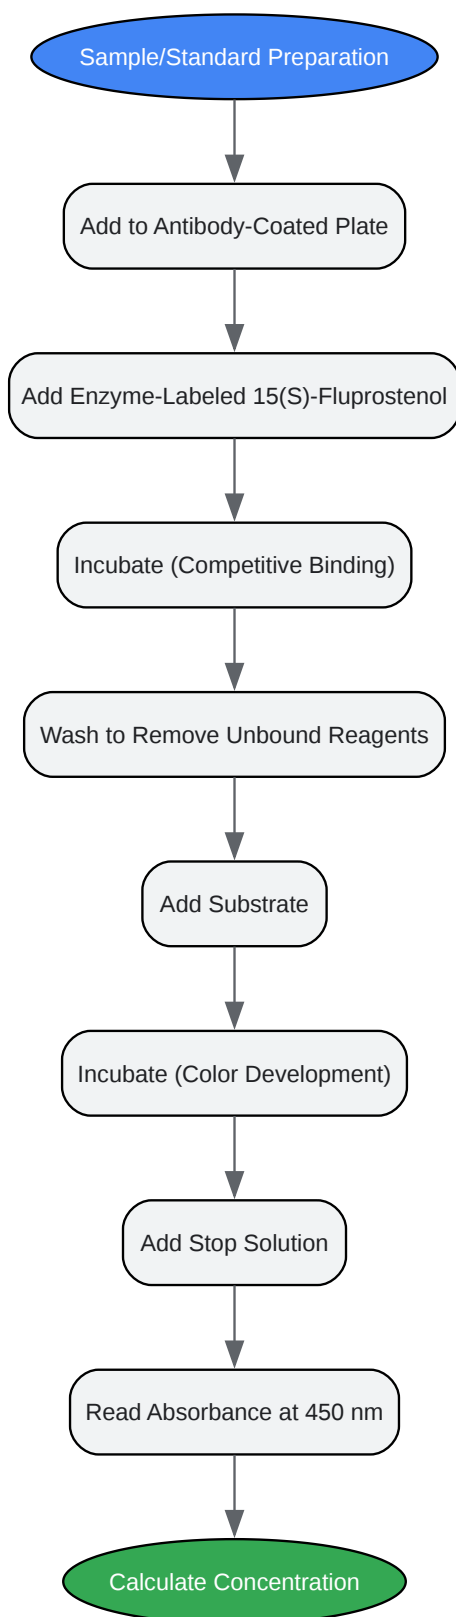 Sample/Standard Preparation
Add to Antibody-Coated Plate
Add Enzyme-Labeled 15(S)-Fluprostenol
Incubate (Competitive Binding)
Wash to Remove Unbound Reagents
Add Substrate
Incubate (Color Development)
Add Stop Solution
Read Absorbance at 450 nm
Calculate Concentration